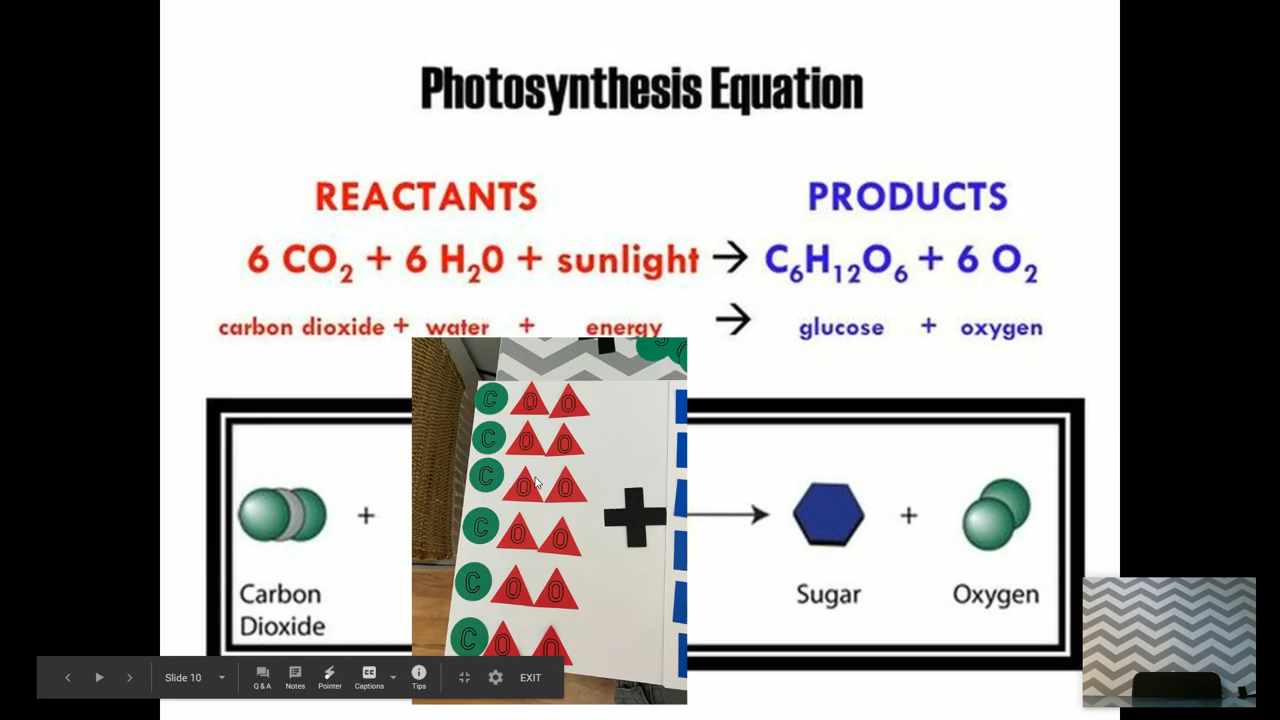 Photosynthesis Equation
REACTANTS PRODUCTS
6 CO₂ + 6 H₂0 + sunlight → C₆H₁₂O₆ + 6 O₂
carbon dioxide + water + energy → glucose + oxygen
C O O
C O O
C O O
C O O
C O O
C O O
+ → +
Carbon
Dioxide
Sugar
Oxygen
Slide 10
Q & A
Notes
Pointer
Captions
Tips
EXIT